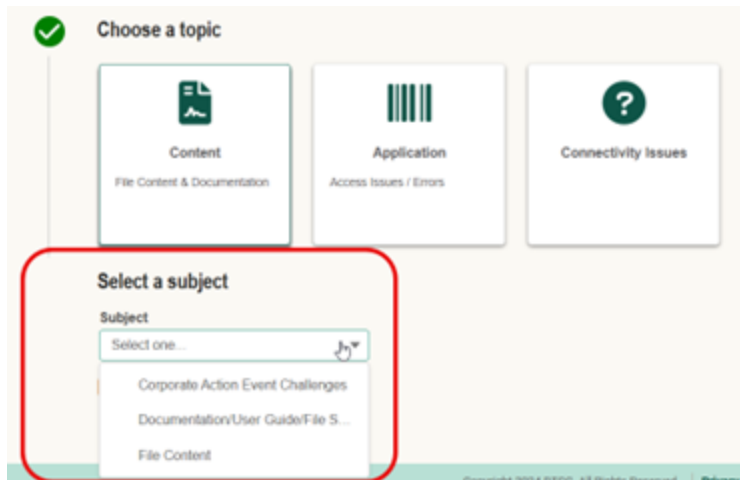 Choose a topic
Content
File Content & Documentation
Application
Access Issues / Errors
Connectivity Issues
Select a subject
Subject
Select one...
Corporate Action Event Challenges
Documentation/User Guide/File S...
File Content